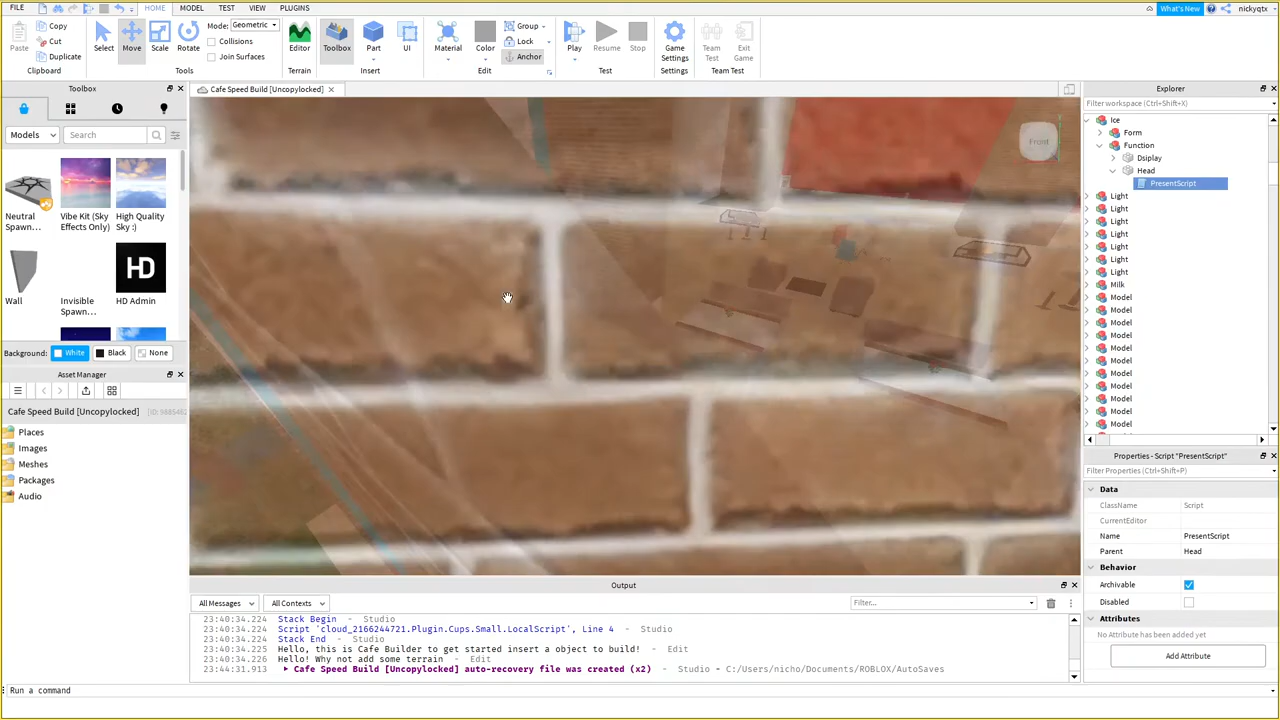 FILE HOME MODEL TEST VIEW PLUGINS What's New nickyqtx
Paste Copy Cut Duplicate Clipboard
Select Move Scale Rotate Mode: Geometric Collisions Join Surfaces Tools
Editor Terrain
Toolbox Part UI Insert
Material Color Group Lock Anchor Edit
Play Resume Stop Test
Game Settings Settings
Team Test Exit Game Team Test
Toolbox
Models Search
Neutral Spawn...
Vibe Kit (Sky Effects Only)
High Quality Sky :)
Wall
Invisible Spawn...
HD
HD Admin
Background: White Black None
Asset Manager
Cafe Speed Build [Uncopylocked]
Places
Images
Meshes
Packages
Audio
Cafe Speed Build [Uncopylocked]
Front
Output
All Messages All Contexts Filter...
23:40:34.224 Stack Begin - Studio
23:40:34.224 Script 'cloud_2166244721.Plugin.Cups.Small.LocalScript', Line 4 - Studio
23:40:34.224 Stack End - Studio
23:40:34.225 Hello, this is Cafe Builder to get started insert a object to build! - Edit
23:40:34.226 Hello! Why not add some terrain - Edit
23:44:31.913 Cafe Speed Build [Uncopylocked] auto-recovery file was created (x2) - Studio - C:/Users/nicho/Documents/ROBLOX/AutoSaves
Run a command
Explorer
Filter workspace (Ctrl+Shift+X)
Ice
Form
Function
Dsiplay
Head
PresentScript
Light
Light
Light
Light
Light
Light
Light
Milk
Model
Model
Model
Model
Model
Model
Model
Model
Model
Model
Model
Properties - Script "PresentScript"
Filter Properties (Ctrl+Shift+P)
Data
ClassName Script
CurrentEditor
Name PresentScript
Parent Head
Behavior
Archivable
Disabled
Attributes
No Attribute has been added yet
Add Attribute